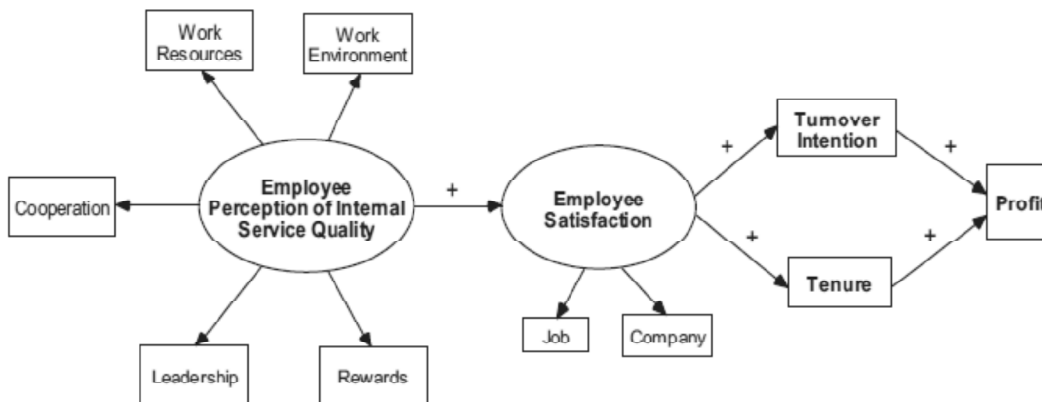 Work
Resources
Work
Environment
Cooperation
Employee
Perception of Internal
Service Quality
+
Employee
Satisfaction
+
Turnover
Intention
+
Profit
+
Tenure
+
Leadership
Rewards
Job
Company